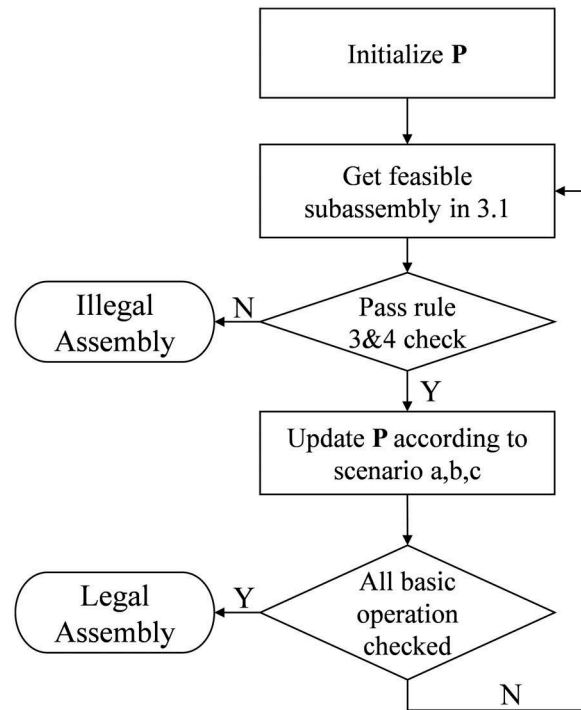 Initialize P
Get feasible
subassembly in 3.1
Illegal
Assembly
N
Pass rule
3&4 check
Y
Update P according to
scenario a,b,c
Legal
Assembly
Y
All basic
operation
checked
N